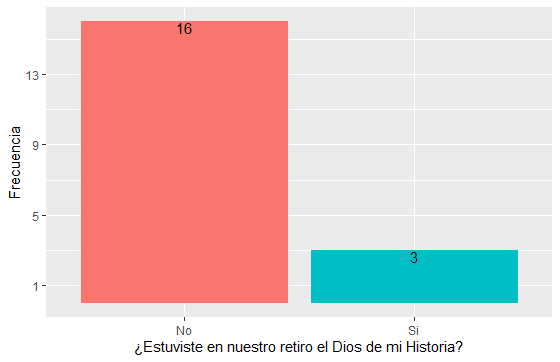 16
13
9
5
1
3
Frecuencia
No
Si
¿Estuviste en nuestro retiro el Dios de mi Historia?